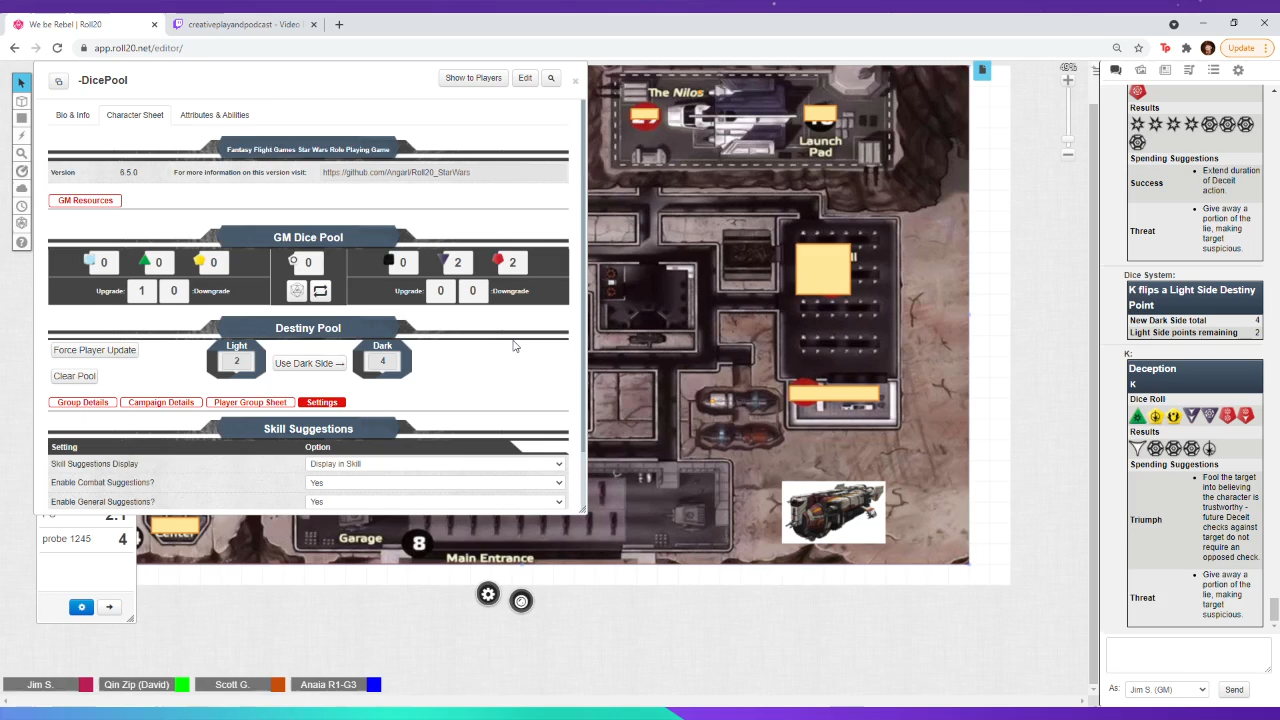 We be Rebel | Roll20
creativeplayandpodcast - Video
app.roll20.net/editor/
Tp
Update
-DicePool
Show to Players
Edit
Bio & Info
Character Sheet
Attributes & Abilities
Fantasy Flight Games Star Wars Role Playing Game
Version 6.5.0 For more information on this version visit: https://github.com/Angarl/Roll20_StarWars
GM Resources
GM Dice Pool
0 0 0 0 0 2 2
Upgrade: 1 0 :Downgrade Upgrade: 0 0 :Downgrade
Destiny Pool
Force Player Update
Light
2
Use Dark Side →
Dark
4
Clear Pool
Group Details
Campaign Details
Player Group Sheet
Settings
Skill Suggestions
Setting Option
Skill Suggestions Display Display in Skill
Enable Combat Suggestions? Yes
Enable General Suggestions? Yes
2.1
probe 1245 4
The Nilos
Launch
Pad
Center
Garage
8
Main Entrance
49%
Results
Spending Suggestions
Success
Extend duration
of Deceit
action.
Threat
Give away a
portion of the
lie, making
target
suspicious.
Dice System:
K flips a Light Side Destiny
Point
New Dark Side total 4
Light Side points remaining 2
K:
Deception
K
Dice Roll
Results
Spending Suggestions
Triumph
Fool the target
into believing
the character is
trustworthy -
future Deceit
checks against
target do not
require an
opposed check.
Threat
Give away a
portion of the
lie, making
target
suspicious.
As: Jim S. (GM)
Send
Jim S.
Qin Zip (David)
Scott G.
Anaia R1-G3